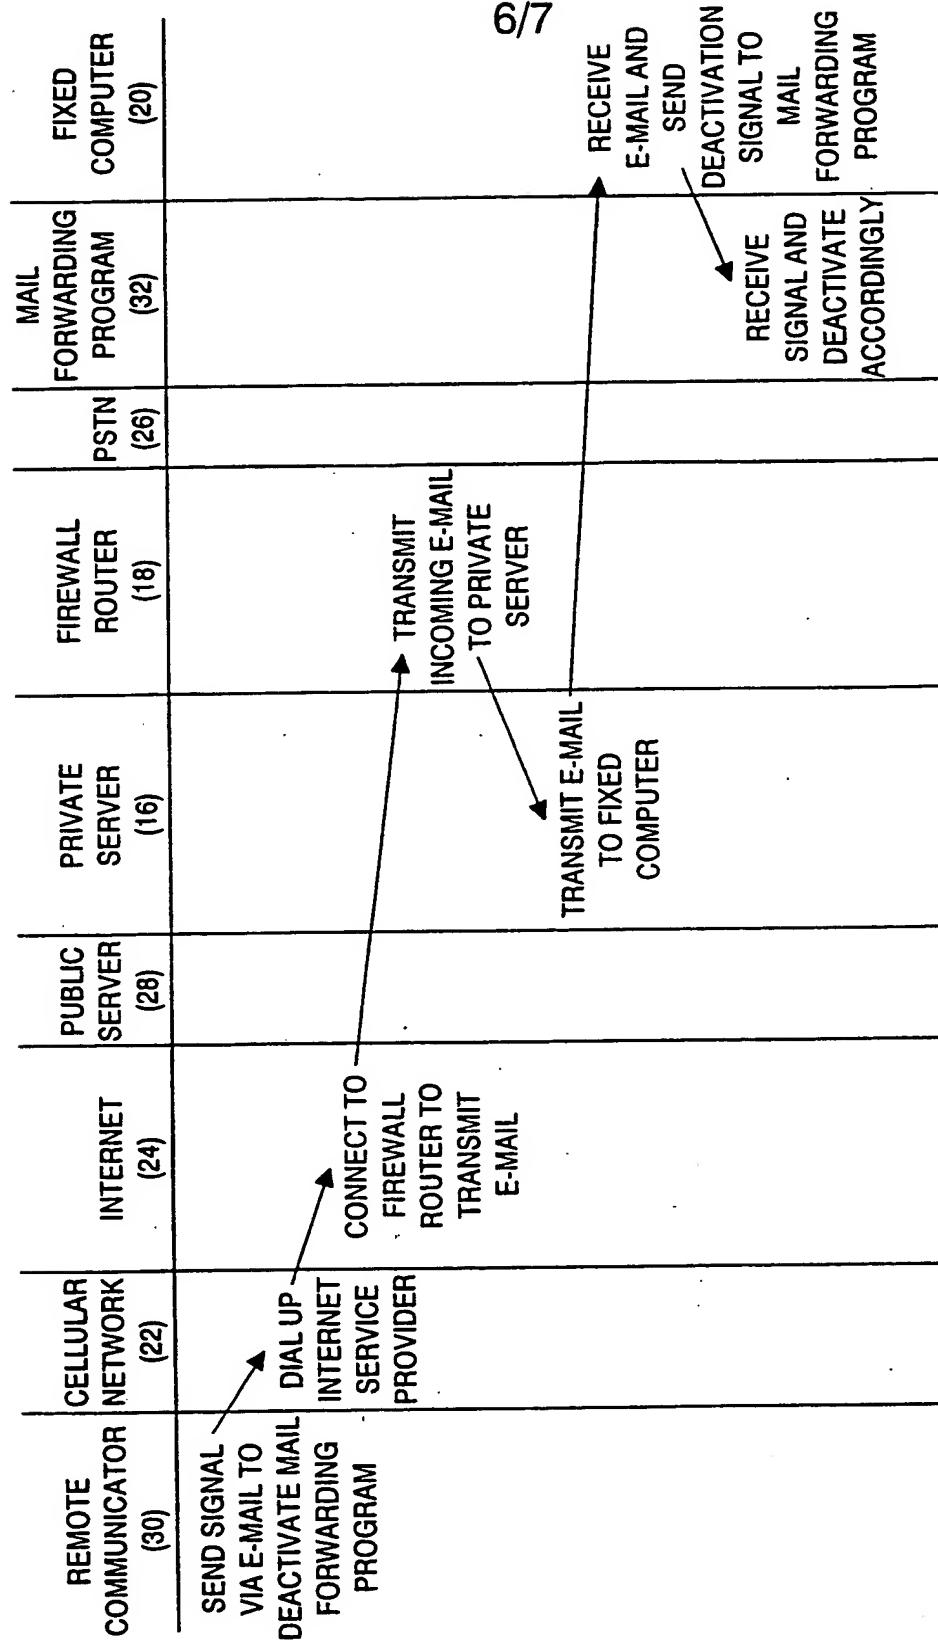 6/7
REMOTE
COMMUNICATOR
(30)
CELLULAR
NETWORK
(22)
INTERNET
(24)
PUBLIC
SERVER
(28)
PRIVATE
SERVER
(16)
FIREWALL
ROUTER
(18)
PSTN
(26)
MAIL
FORWARDING
PROGRAM
(32)
FIXED
COMPUTER
(20)
SEND SIGNAL
VIA E-MAIL TO
DEACTIVATE MAIL
FORWARDING
PROGRAM
DIAL UP
INTERNET
SERVICE
PROVIDER
CONNECT TO
FIREWALL
ROUTER TO
TRANSMIT
E-MAIL
TRANSMIT
INCOMING E-MAIL
TO PRIVATE
SERVER
TRANSMIT E-MAIL
TO FIXED
COMPUTER
RECEIVE
E-MAIL AND
SEND
DEACTIVATION
SIGNAL TO
MAIL
FORWARDING
PROGRAM
RECEIVE
SIGNAL AND
DEACTIVATE
ACCORDINGLY